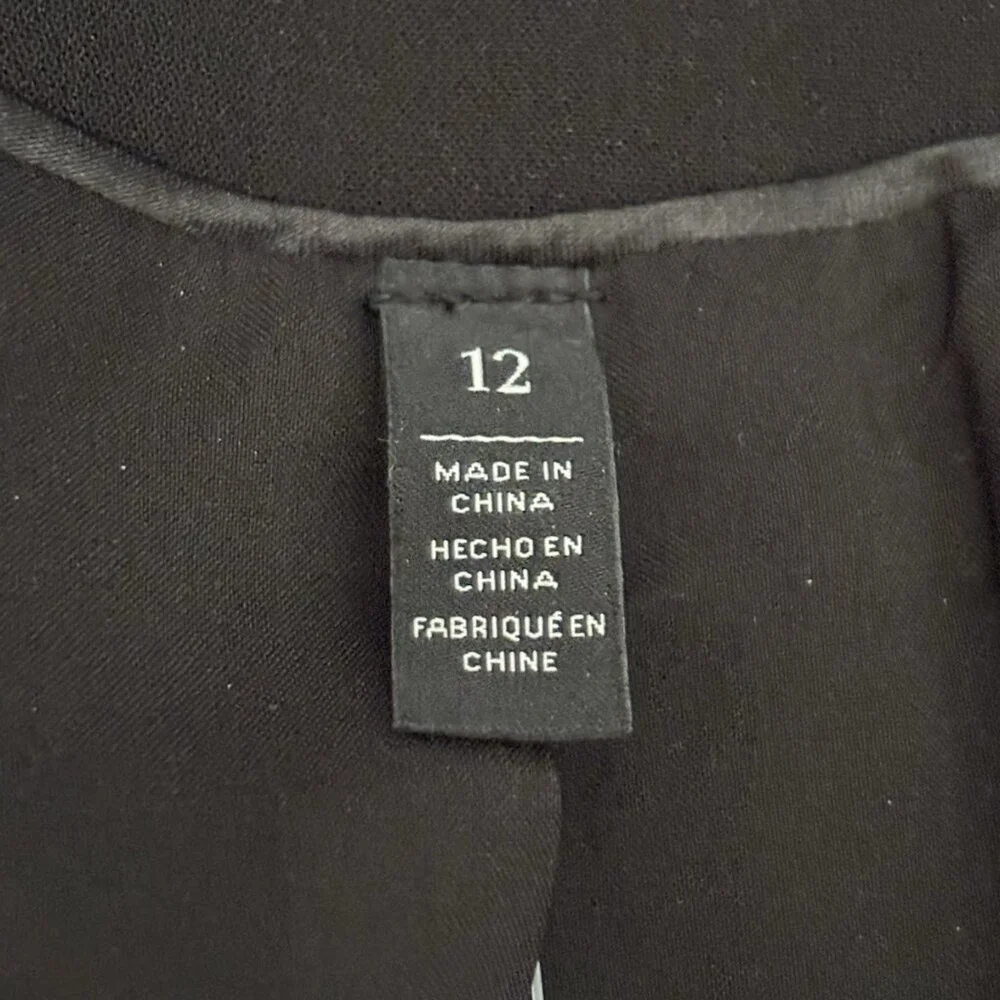 12
MADE IN
CHINA
HECHO EN
CHINA
FABRIQUÉ EN
CHINE